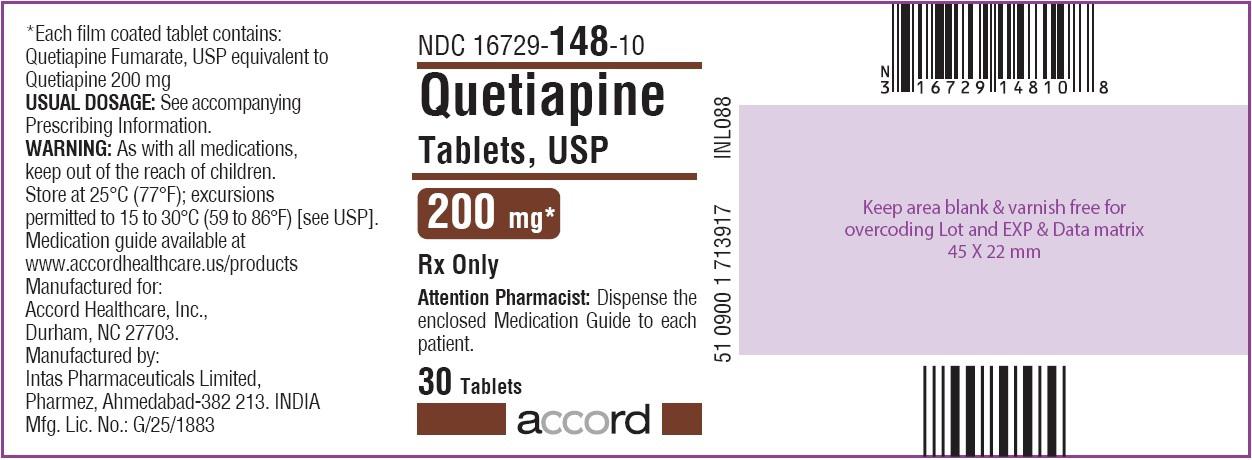 *Each film coated tablet contains:
Quetiapine Fumarate, USP equivalent to
Quetiapine 200 mg
USUAL DOSAGE: See accompanying
Prescribing Information.
WARNING: As with all medications,
keep out of the reach of children.
Store at 25°C (77°F); excursions
permitted to 15 to 30°C (59 to 86°F) [see USP].
Medication guide available at
www.accordhealthcare.us/products
Manufactured for:
Accord Healthcare, Inc.,
Durham, NC 27703.
Manufactured by:
Intas Pharmaceuticals Limited,
Pharmez, Ahmedabad-382 213. INDIA
Mfg. Lic. No.: G/25/1883
NDC 16729-148-10
Quetiapine
Tablets, USP
200 mg*
Rx Only
Attention Pharmacist: Dispense the
enclosed Medication Guide to each
patient.
30 Tablets
accord
51 0900 1 713917 INL088
N
3 16729 14810 8
Keep area blank & varnish free for
overcoding Lot and EXP & Data matrix
45 X 22 mm